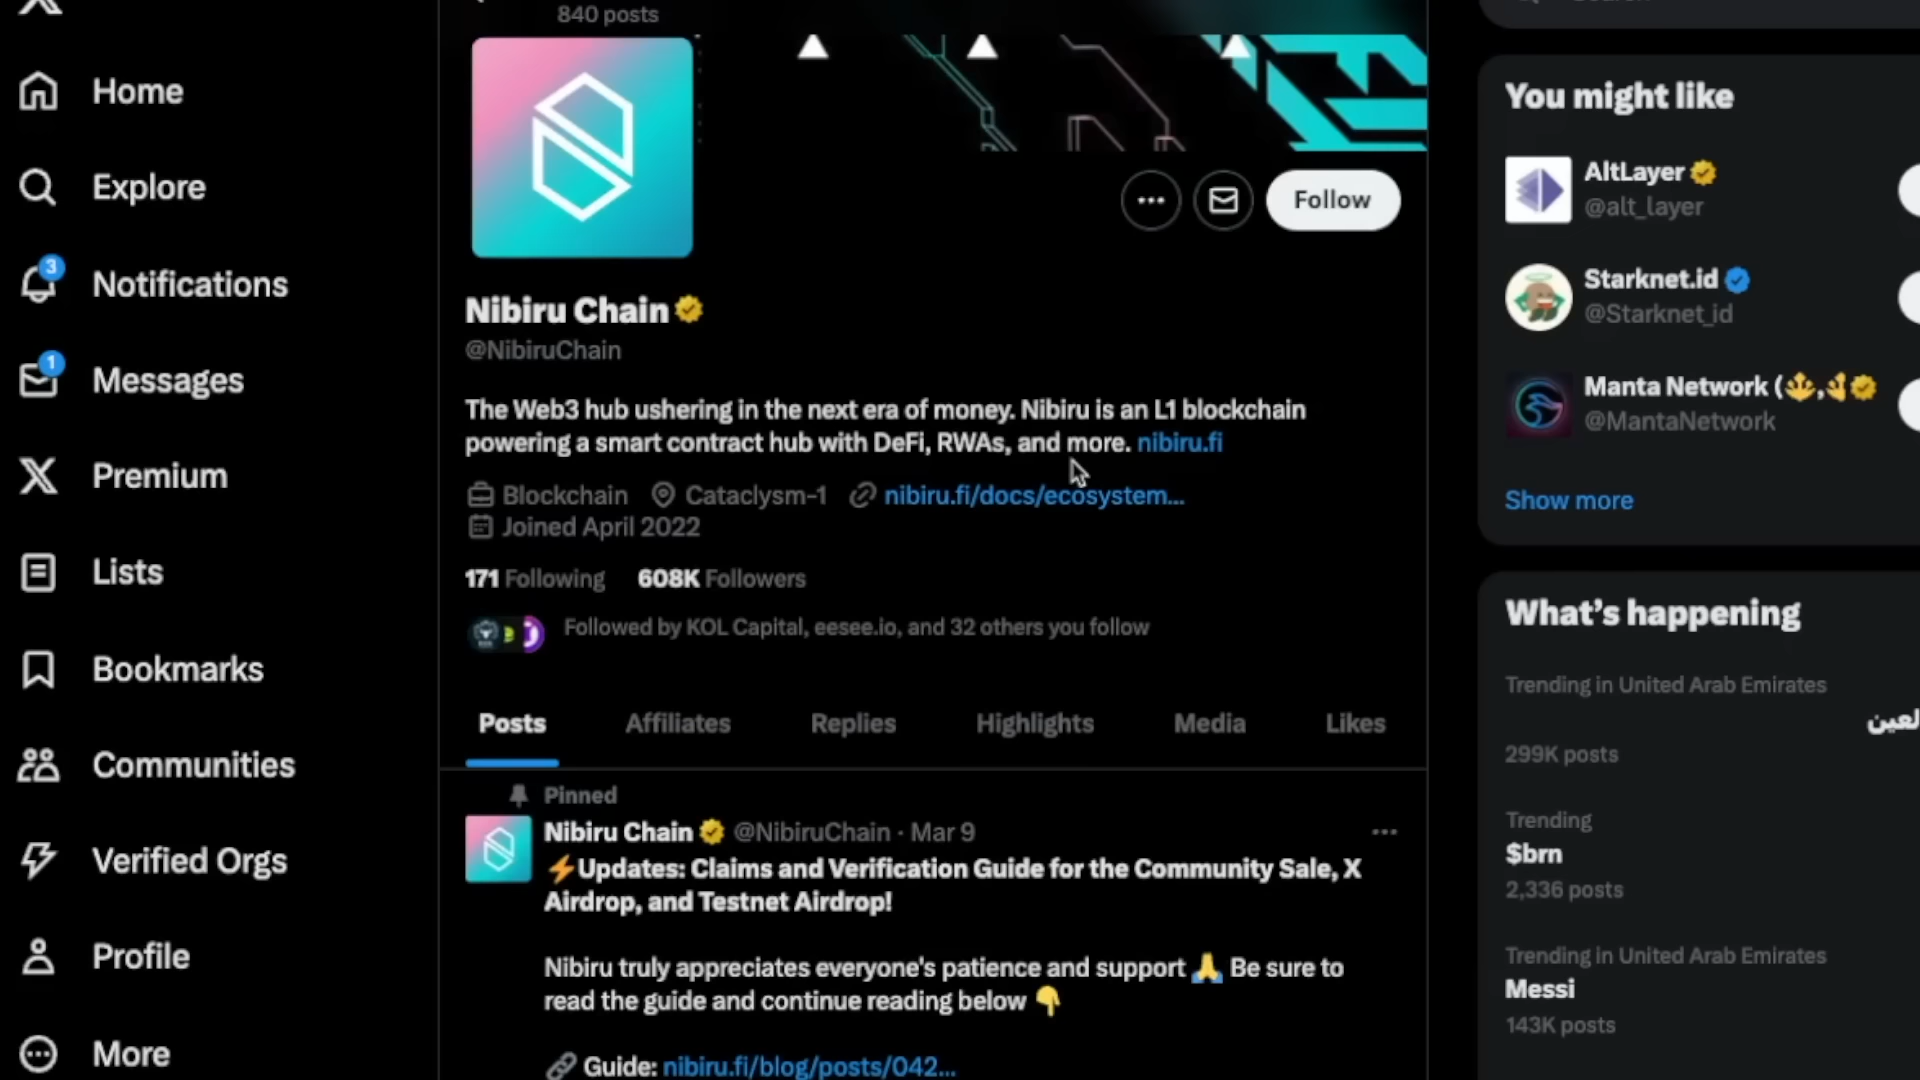 Home
Explore
3
Notifications
1
Messages
Premium
Lists
Bookmarks
Communities
Verified Orgs
Profile
More
840 posts
Follow
Nibiru Chain
@NibiruChain
The Web3 hub ushering in the next era of money. Nibiru is an L1 blockchain
powering a smart contract hub with DeFi, RWAs, and more. nibiru.fi
Blockchain Cataclysm-1 nibiru.fi/docs/ecosystem...
Joined April 2022
171 Following 608K Followers
Followed by KOL Capital, eesee.io, and 32 others you follow
Posts Affiliates Replies Highlights Media Likes
Pinned
Nibiru Chain @NibiruChain · Mar 9
⚡Updates: Claims and Verification Guide for the Community Sale, X
Airdrop, and Testnet Airdrop!
Nibiru truly appreciates everyone's patience and support 🙏 Be sure to
read the guide and continue reading below 👇
🔗 Guide: nibiru.fi/blog/posts/042...
You might like
AltLayer
@alt_layer
Starknet.id
@Starknet_id
Manta Network (🔱,🤏
@MantaNetwork
Show more
What's happening
Trending in United Arab Emirates
299K posts
Trending
$brn
2,336 posts
Trending in United Arab Emirates
Messi
143K posts